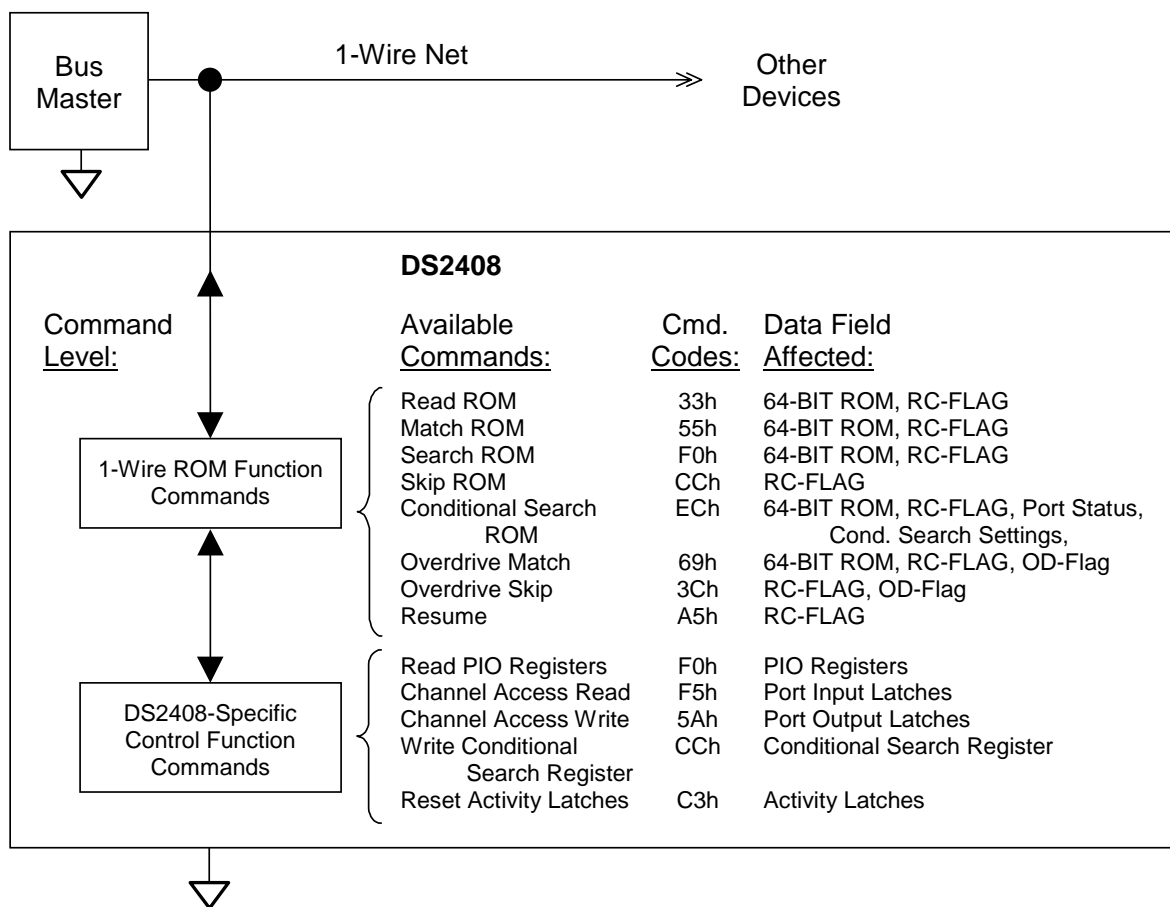 Bus
Master
1-Wire Net
Other
Devices
DS2408
Command
Level:
Available
Commands:
Cmd.
Codes:
Data Field
Affected:
1-Wire ROM Function
Commands
Read ROM 33h 64-BIT ROM, RC-FLAG
Match ROM 55h 64-BIT ROM, RC-FLAG
Search ROM F0h 64-BIT ROM, RC-FLAG
Skip ROM CCh RC-FLAG
Conditional Search ECh 64-BIT ROM, RC-FLAG, Port Status,
ROM Cond. Search Settings,
Overdrive Match 69h 64-BIT ROM, RC-FLAG, OD-Flag
Overdrive Skip 3Ch RC-FLAG, OD-Flag
Resume A5h RC-FLAG
DS2408-Specific
Control Function
Commands
Read PIO Registers F0h PIO Registers
Channel Access Read F5h Port Input Latches
Channel Access Write 5Ah Port Output Latches
Write Conditional CCh Conditional Search Register
Search Register
Reset Activity Latches C3h Activity Latches